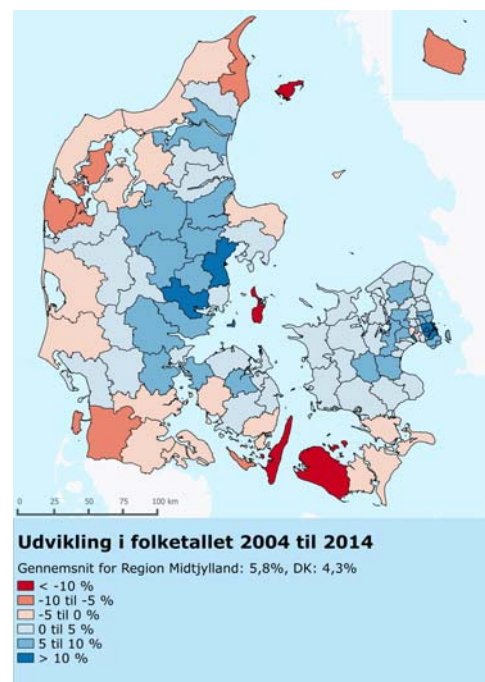 0 25 50 75 100 km
Udvikling i folketallet 2004 til 2014
Gennemsnit for Region Midtjylland: 5,8%, DK: 4,3%
< -10 %
-10 til -5 %
-5 til 0 %
0 til 5 %
5 til 10 %
> 10 %